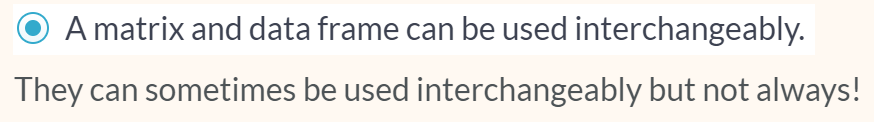 A matrix and data frame can be used interchangeably.
They can sometimes be used interchangeably but not always!